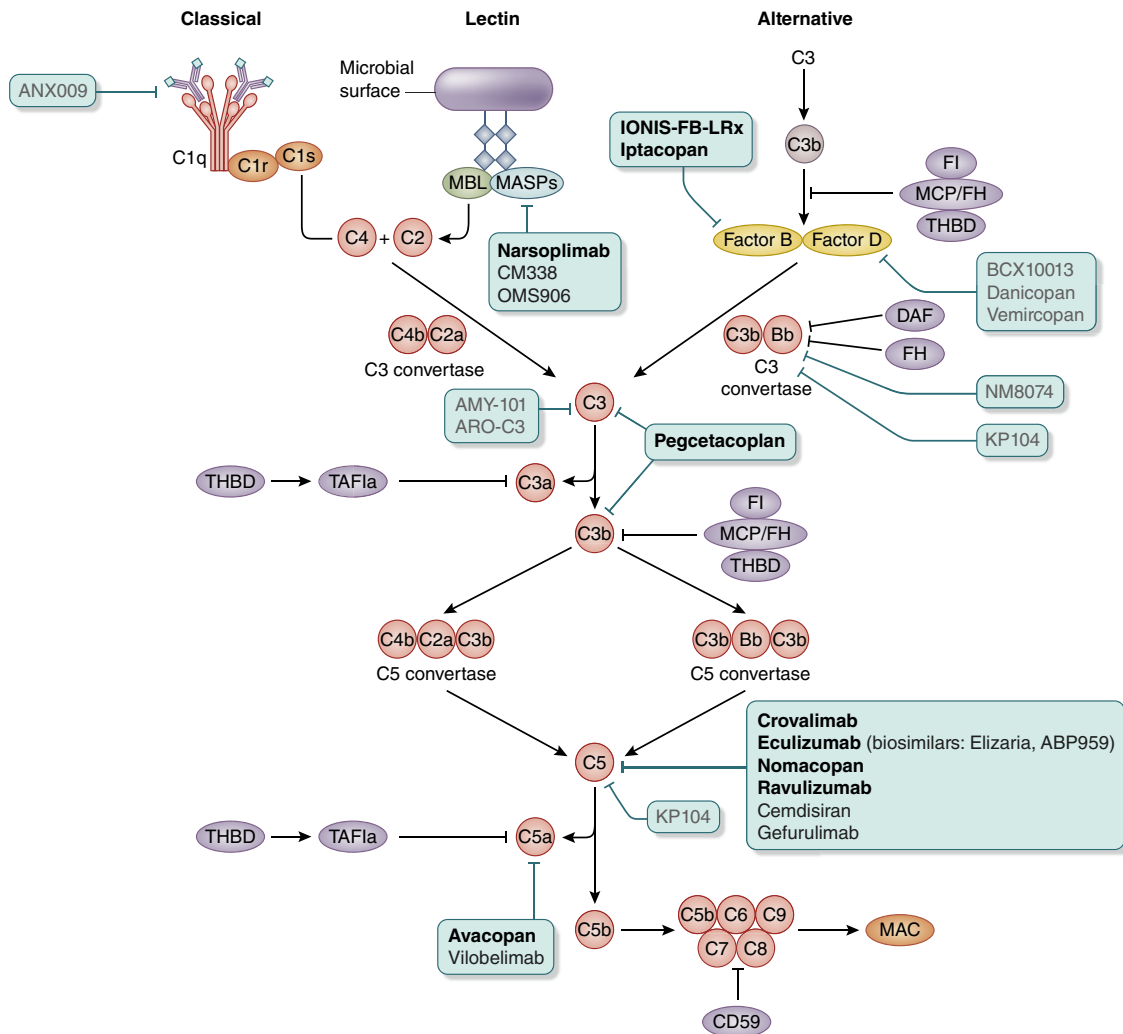 Classical
Lectin
Alternative
ANX009
C1q
C1r
C1s
Microbial
surface
MBL
MASPs
C3
C3b
IONIS-FB-LRx
Iptacopan
FI
MCP/FH
THBD
Factor B
Factor D
C4 + C2
Narsoplimab
CM338
OMS906
BCX10013
Danicopan
Vemircopan
C4b
C2a
C3 convertase
C3b
Bb
C3
convertase
DAF
FH
NM8074
KP104
AMY-101
ARO-C3
C3
Pegcetacoplan
THBD
TAFIa
C3a
C3b
FI
MCP/FH
THBD
C4b
C2a
C3b
C5 convertase
C3b
Bb
C3b
C5 convertase
Crovalimab
Eculizumab (biosimilars: Elizaria, ABP959)
Nomacopan
Ravulizumab
Cemdisiran
Gefurulimab
C5
KP104
THBD
TAFIa
C5a
Avacopan
Vilobelimab
C5b
C5b
C6
C9
C7
C8
MAC
CD59